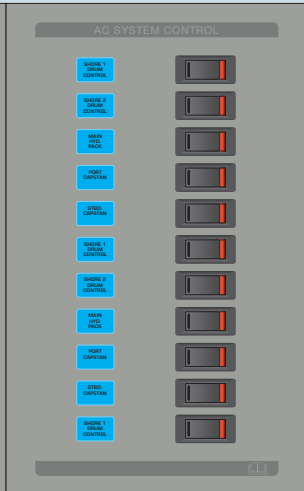 AC SYSTEM CONTROL
SHORE 1
DRUM
CONTROL
SHORE 2
DRUM
CONTROL
MAIN
HYD.
PACK
PORT
CAPSTAN
STBD.
CAPSTAN
SHORE 1
DRUM
CONTROL
SHORE 2
DRUM
CONTROL
MAIN
HYD.
PACK
PORT
CAPSTAN
STBD.
CAPSTAN
SHORE 1
DRUM
CONTROL